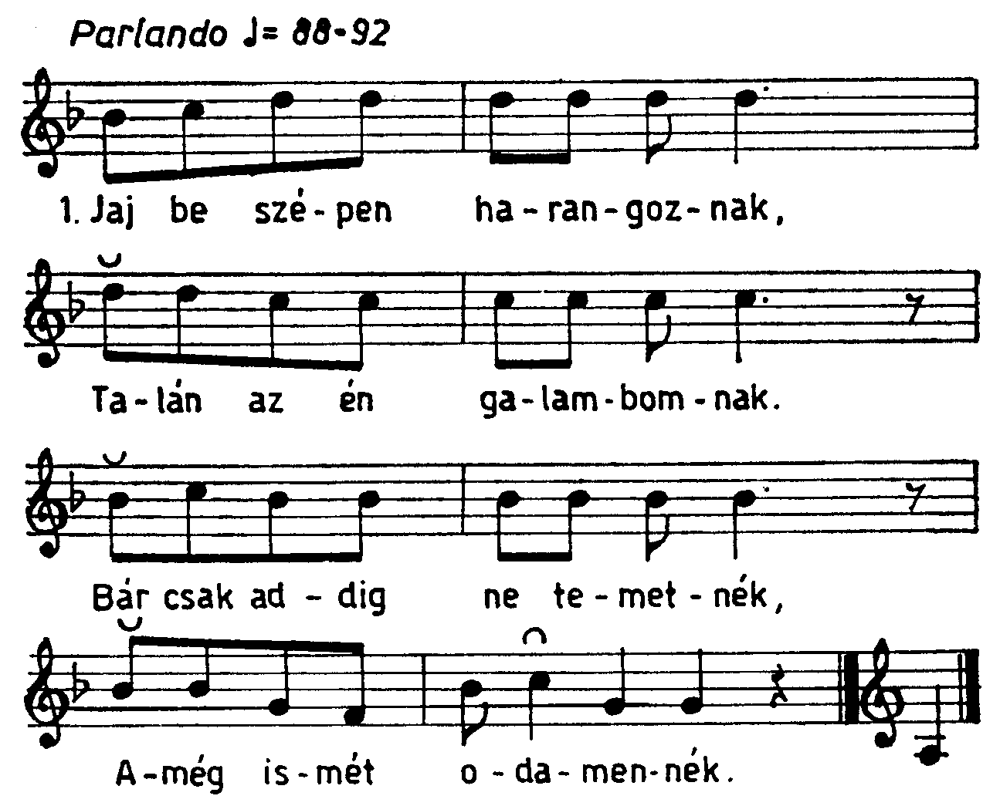 Parlando ♩= 88-92
1. Jaj be szé-pen ha-ran-goz-nak,
Ta-lán az én ga-lam-bom-nak.
Bár csak ad-dig ne te-met-nék,
A-még is-mét o-da-men-nék.